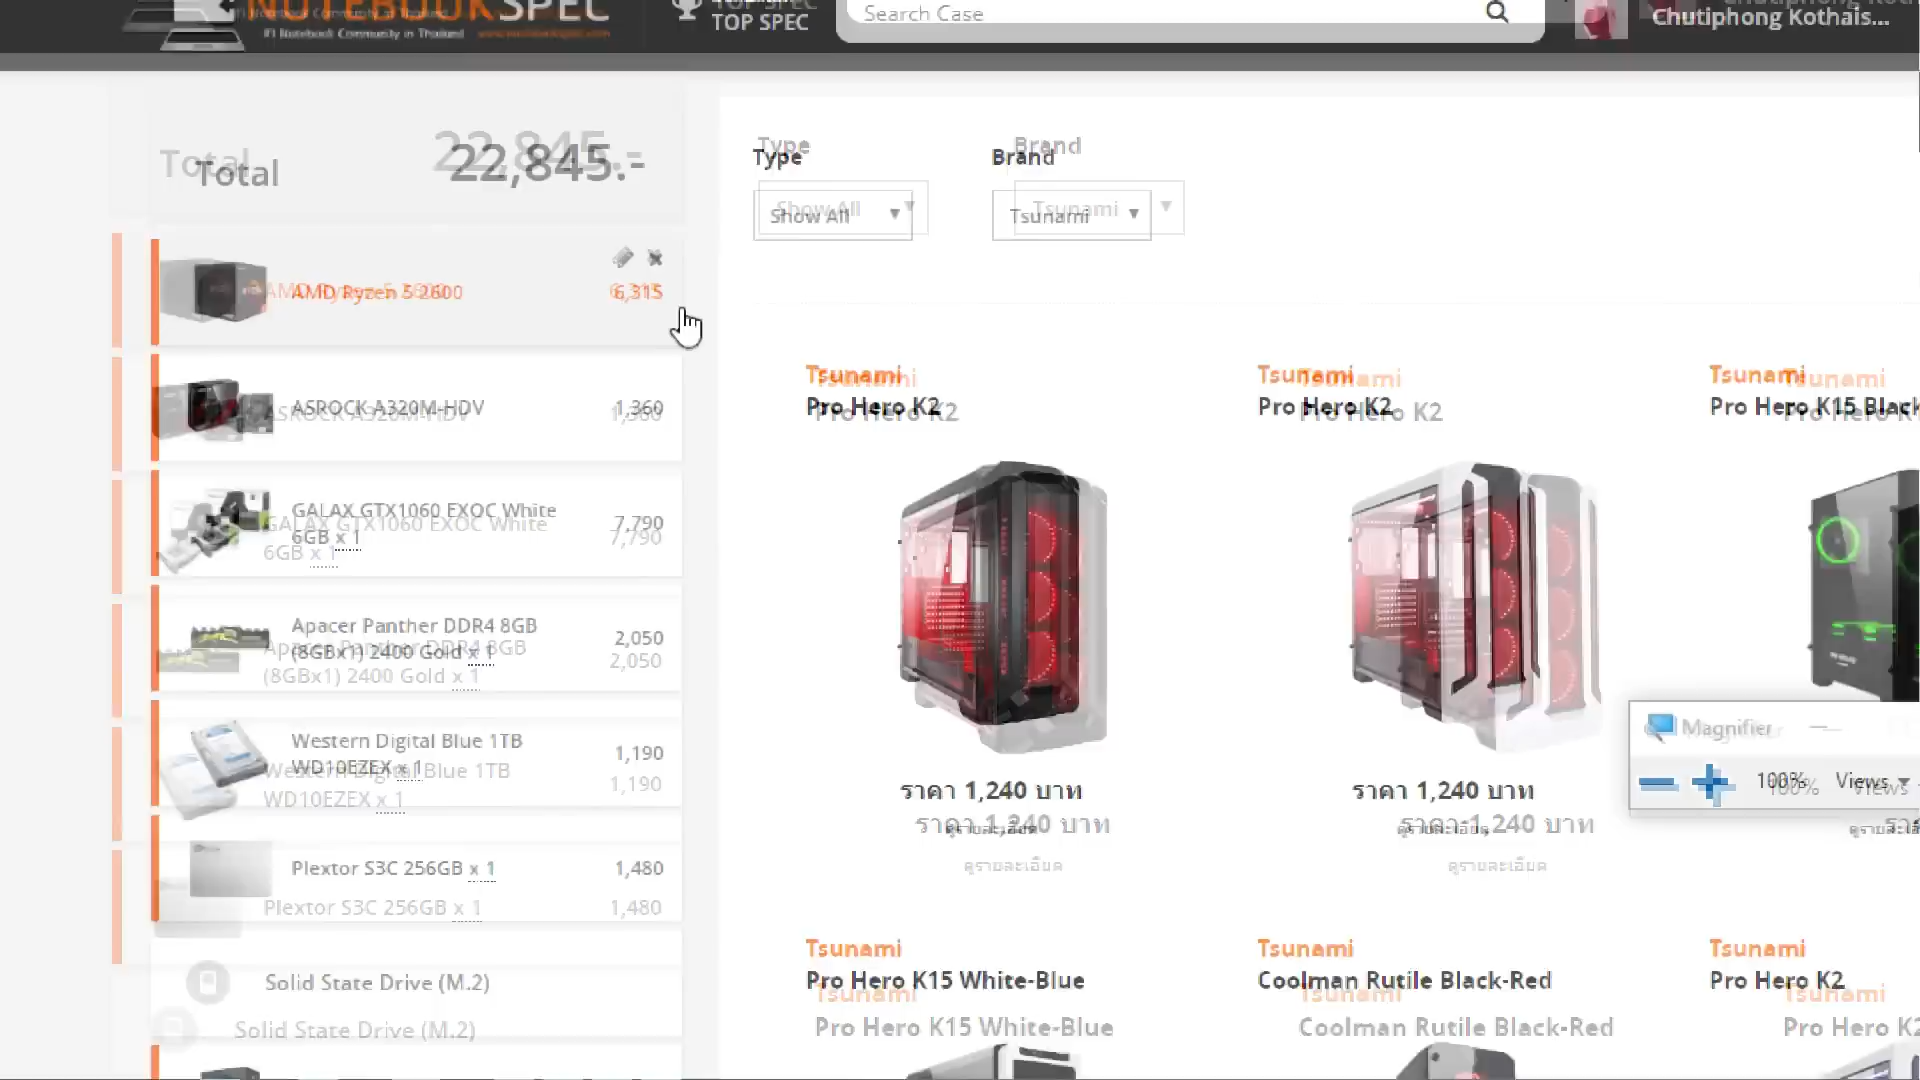 NOTEBOOKSPEC
#1 Notebook Community in Thailand
TOP SPEC
Search Case
Chutiphong Kothais...
Total 22,845.-
Type
Brand
Show All
Tsunami
AMD Ryzen 5 2600 6,315
ASROCK A320M-HDV 1,360
GALAX GTX1060 EXOC White
6GB x 1
7,790
Apacer Panther DDR4 8GB
(8GBx1) 2400 Gold x 1
2,050
Western Digital Blue 1TB
WD10EZEX x 1
1,190
Plextor S3C 256GB x 1 1,480
Solid State Drive (M.2)
Tsunami
Pro Hero K2
ราคา 1,240 บาท
ดูรายละเอียด
Tsunami
Pro Hero K2
ราคา 1,240 บาท
ดูรายละเอียด
Tsunami
Pro Hero K15 Black
Magnifier
100% Views
Tsunami
Pro Hero K15 White-Blue
Tsunami
Coolman Rutile Black-Red
Tsunami
Pro Hero K2